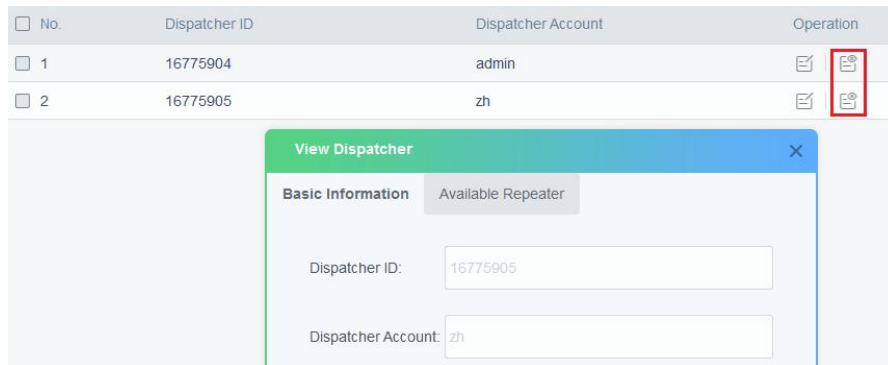 No. Dispatcher ID Dispatcher Account Operation
1 16775904 admin
2 16775905 zh
View Dispatcher
Basic Information Available Repeater
Dispatcher ID: 16775905
Dispatcher Account: zh